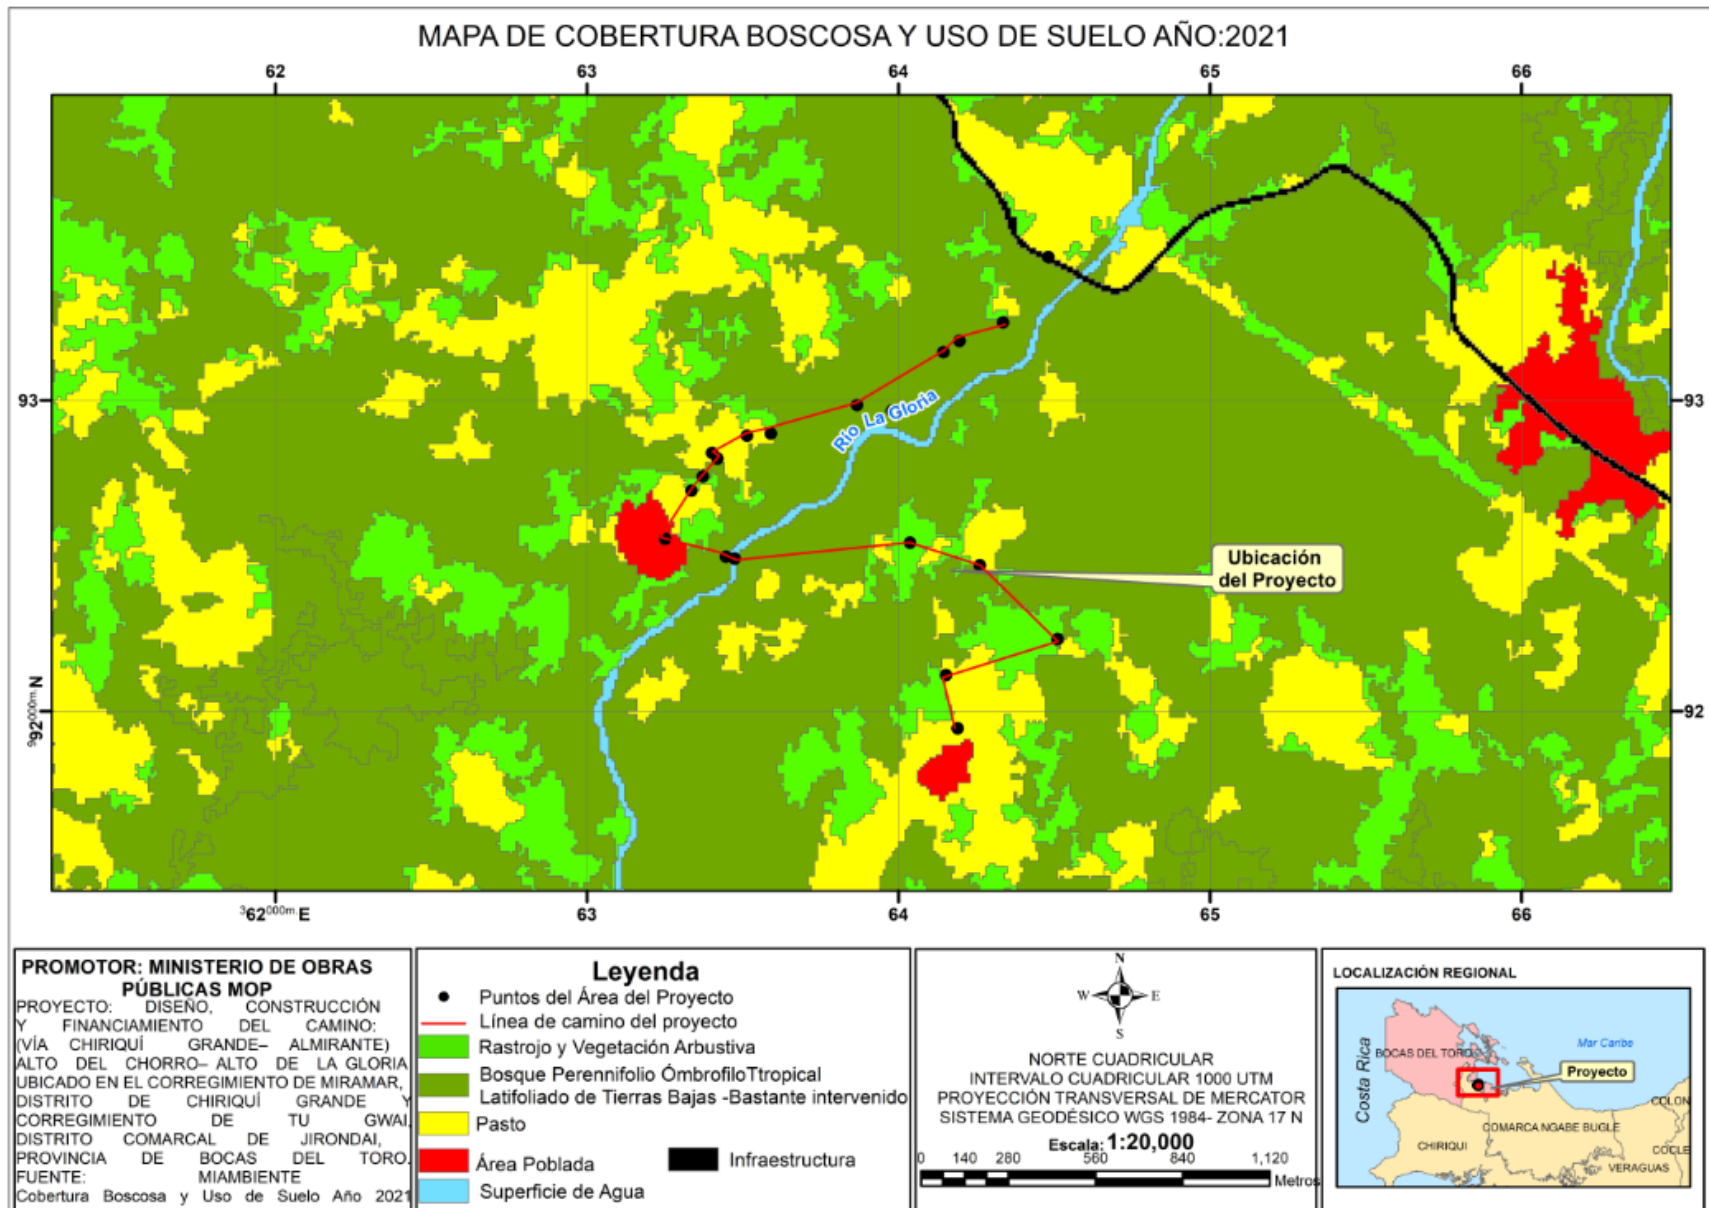 MAPA DE COBERTURA BOSCOSA Y USO DE SUELO AÑO:2021
62 63 64 65 66
93 93
Río La Gloria
Ubicación
del Proyecto
9 92000m. N 92
362000m. E 63 64 65 66
PROMOTOR: MINISTERIO DE OBRAS
PÚBLICAS MOP
PROYECTO: DISEÑO, CONSTRUCCIÓN
Y FINANCIAMIENTO DEL CAMINO:
(VÍA CHIRIQUÍ GRANDE– ALMIRANTE)
ALTO DEL CHORRO– ALTO DE LA GLORIA
UBICADO EN EL CORREGIMIENTO DE MIRAMAR,
DISTRITO DE CHIRIQUÍ GRANDE Y
CORREGIMIENTO DE TU GWAI,
DISTRITO COMARCAL DE JIRONDAI,
PROVINCIA DE BOCAS DEL TORO.
FUENTE: MIAMBIENTE
Cobertura Boscosa y Uso de Suelo Año 2021
Leyenda
Puntos del Área del Proyecto
Línea de camino del proyecto
Rastrojo y Vegetación Arbustiva
Bosque Perennifolio ÓmbrofiloTtropical
Latifoliado de Tierras Bajas -Bastante intervenido
Pasto
Área Poblada
Infraestructura
Superficie de Agua
N
W E
S
NORTE CUADRICULAR
INTERVALO CUADRICULAR 1000 UTM
PROYECCIÓN TRANSVERSAL DE MERCATOR
SISTEMA GEODÉSICO WGS 1984- ZONA 17 N
Escala: 1:20,000
0 140 280 560 840 1,120
Metros
LOCALIZACIÓN REGIONAL
Costa Rica
BOCAS DEL TORO
Mar Caribe
Proyecto
COLON
COMARCA NGABE BUGLE
CHIRIQUI
COCLE
VERAGUAS